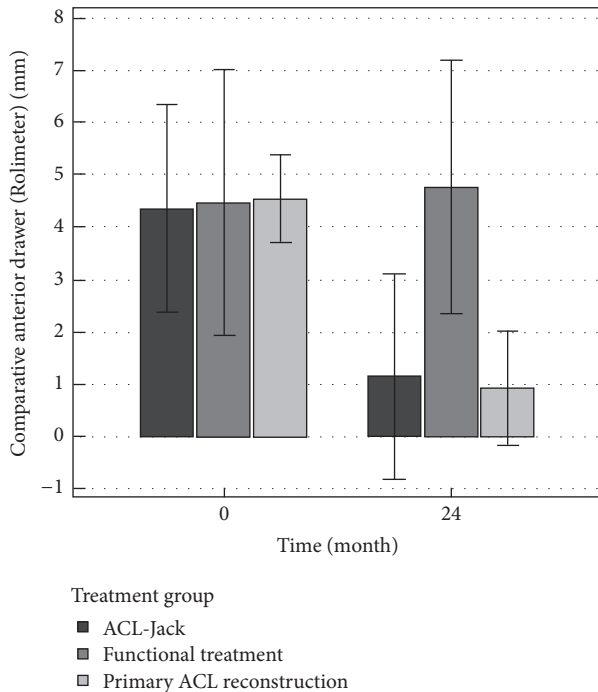 Comparative anterior drawer (Rolimeter) (mm)
8
7
6
5
4
3
2
1
0
−1
0 24
Time (month)
Treatment group
ACL-Jack
Functional treatment
Primary ACL reconstruction